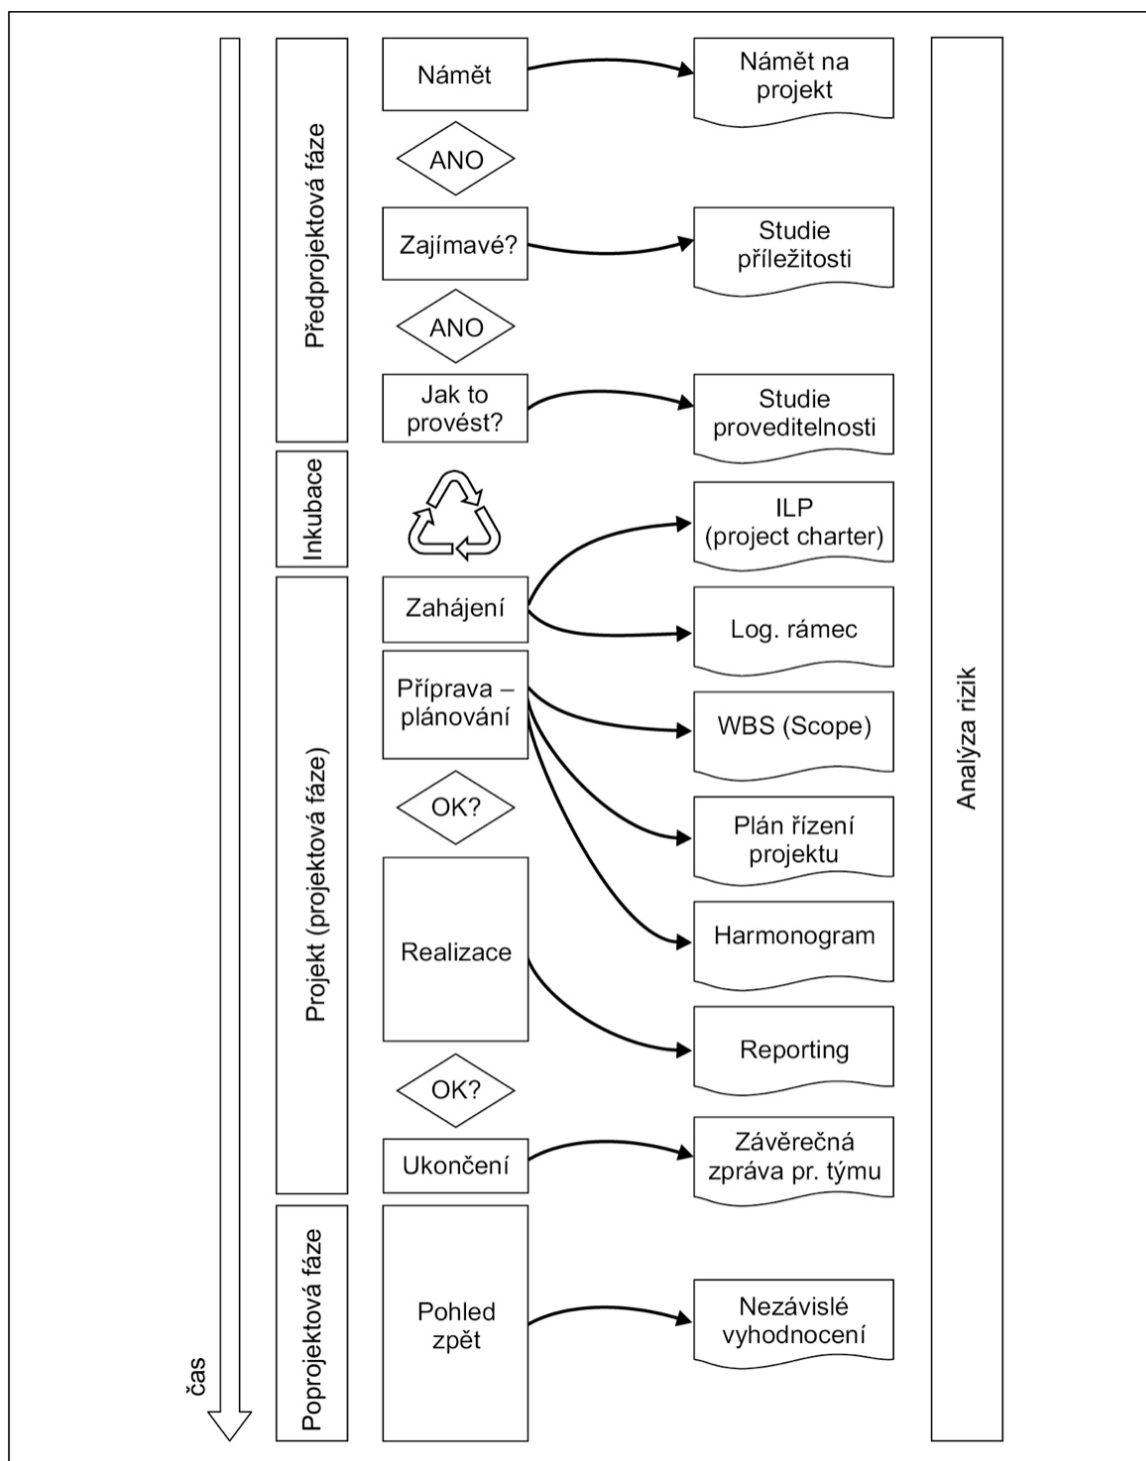 Námět
Námět na
projekt
ANO
Předprojektová fáze
Zajímavé?
Studie
příležitosti
ANO
Jak to
provést?
Studie
proveditelnosti
Inkubace
ILP
(project charter)
Zahájení
Log. rámec
Příprava –
plánování
WBS (Scope)
Analýza rizik
OK?
Plán řízení
projektu
Projekt (projektová fáze)
Realizace
Harmonogram
Reporting
OK?
Ukončení
Závěrečná
zpráva pr. týmu
Poprojektová fáze
Pohled
zpět
Nezávislé
vyhodnocení
čas